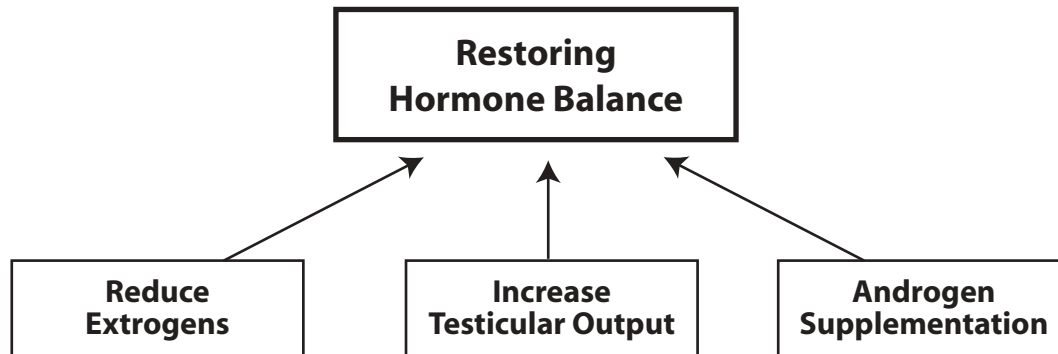 Restoring
Hormone Balance
Reduce
Extrogens
Increase
Testicular Output
Androgen
Supplementation